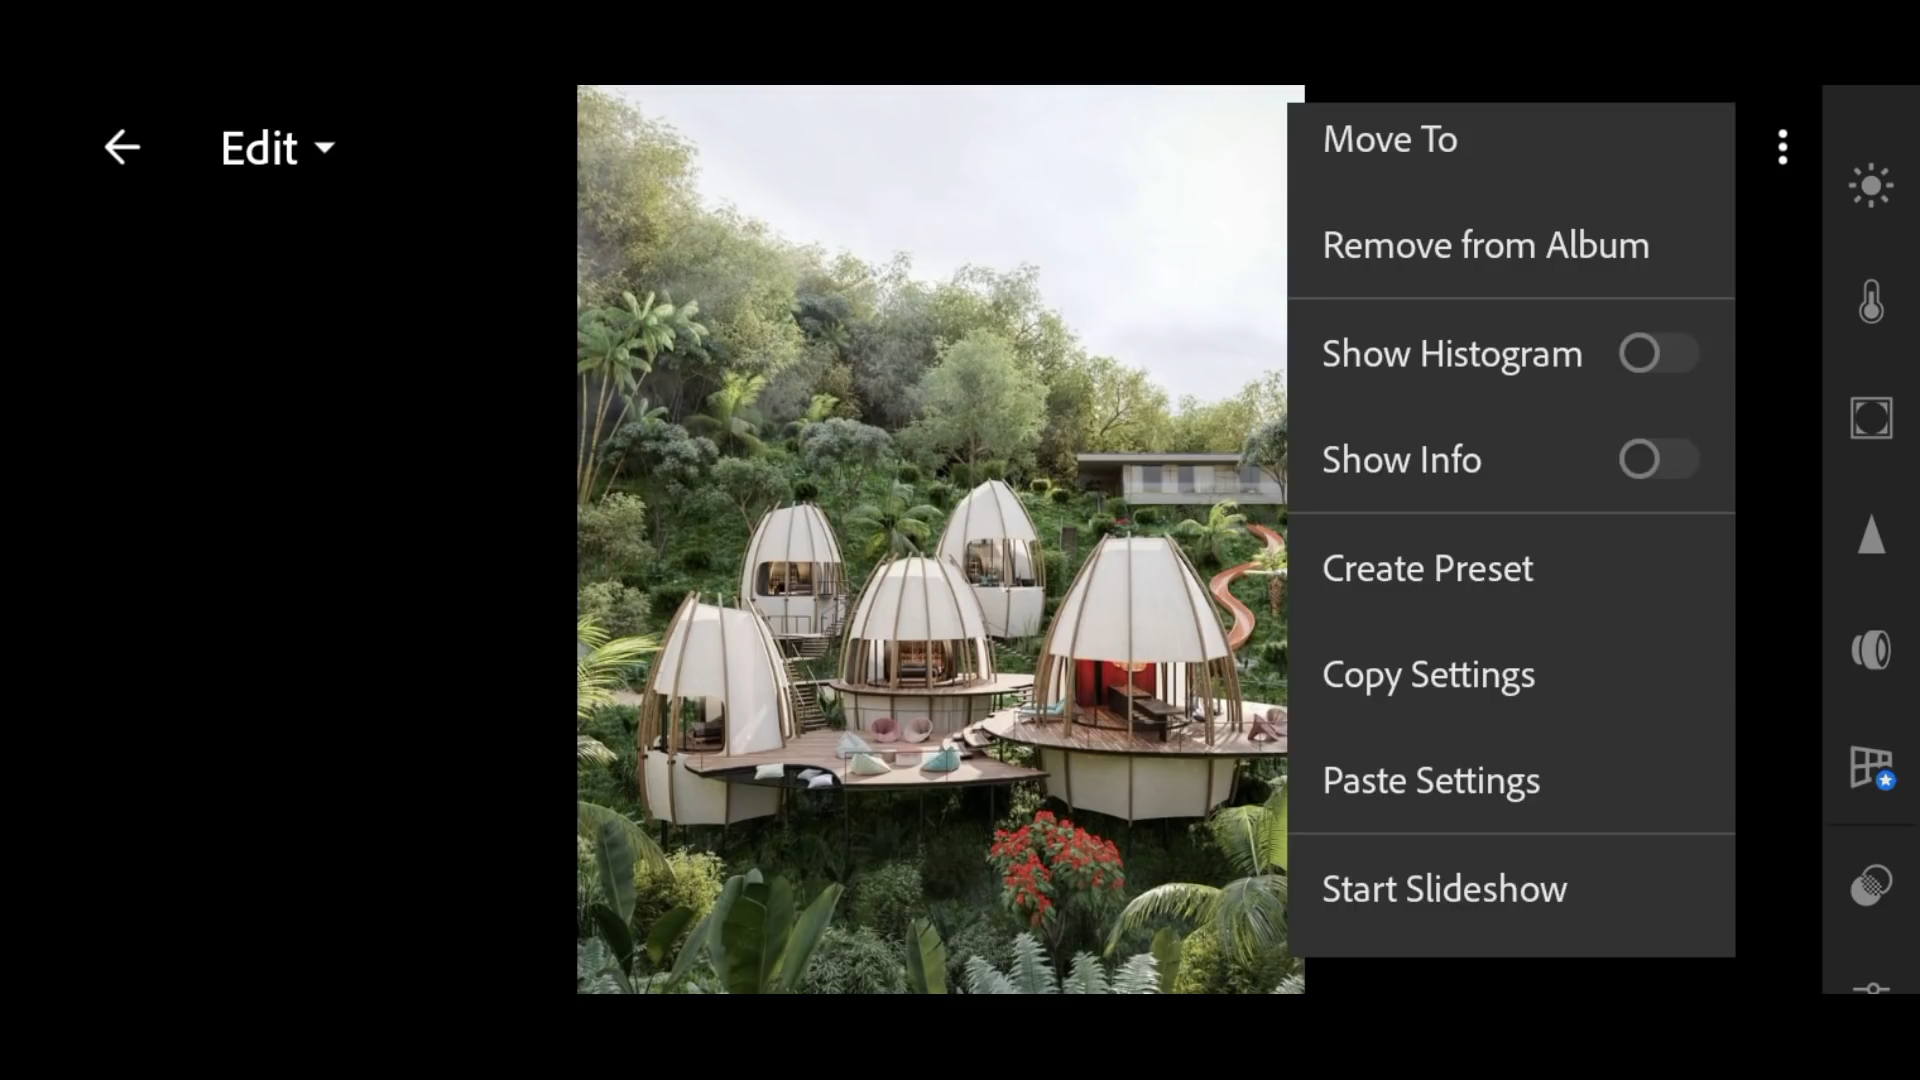 Edit
Move To
Remove from Album
Show Histogram
Show Info
Create Preset
Copy Settings
Paste Settings
Start Slideshow